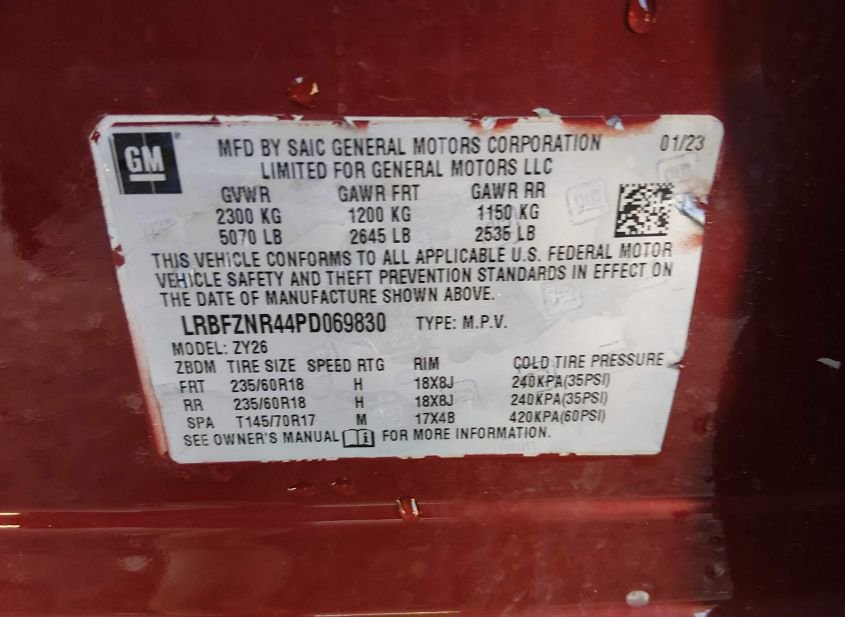 GM
MFD BY SAIC GENERAL MOTORS CORPORATION 01/23
LIMITED FOR GENERAL MOTORS LLC
GVWR GAWR FRT GAWR RR
2300 KG 1200 KG 1150 KG
5070 LB 2645 LB 2535 LB
THIS VEHICLE CONFORMS TO ALL APPLICABLE U.S. FEDERAL MOTOR
VEHICLE SAFETY AND THEFT PREVENTION STANDARDS IN EFFECT ON
THE DATE OF MANUFACTURE SHOWN ABOVE.
LRBFZNR44PD069830 TYPE: M.P.V.
MODEL: ZY26
ZBDM TIRE SIZE SPEED RTG RIM COLD TIRE PRESSURE
FRT 235/60R18 H 18X8J 240KPA(35PSI)
RR 235/60R18 H 18X8J 240KPA(35PSI)
SPA T145/70R17 M 17X4B 420KPA(60PSI)
SEE OWNER'S MANUAL FOR MORE INFORMATION.